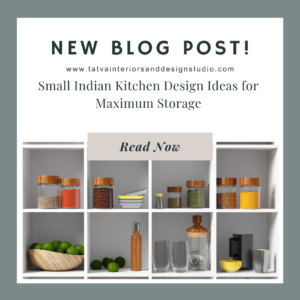 NEW BLOG POST!
www.tatvainteriorsanddesignstudio.com
Small Indian Kitchen Design Ideas for
Maximum Storage
Read Now